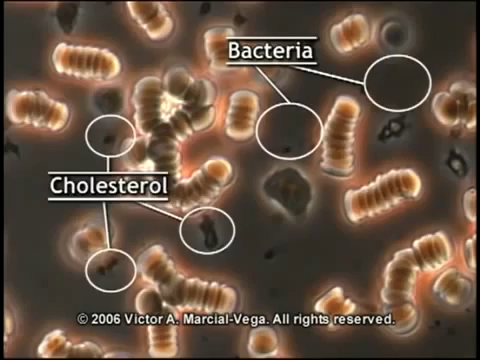 Bacteria
Cholesterol
© 2006 Victor A. Marcial-Vega. All rights reserved.